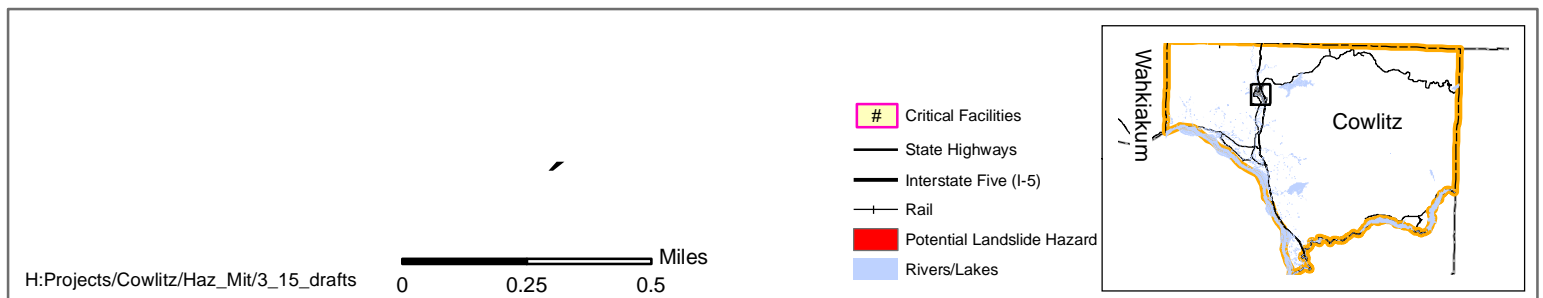 #
Critical Facilities
State Highways
Interstate Five (I-5)
Rail
Potential Landslide Hazard
Rivers/Lakes
Miles
0 0.25 0.5
H:Projects/Cowlitz/Haz_Mit/3_15_drafts
Wahkiakum
Cowlitz